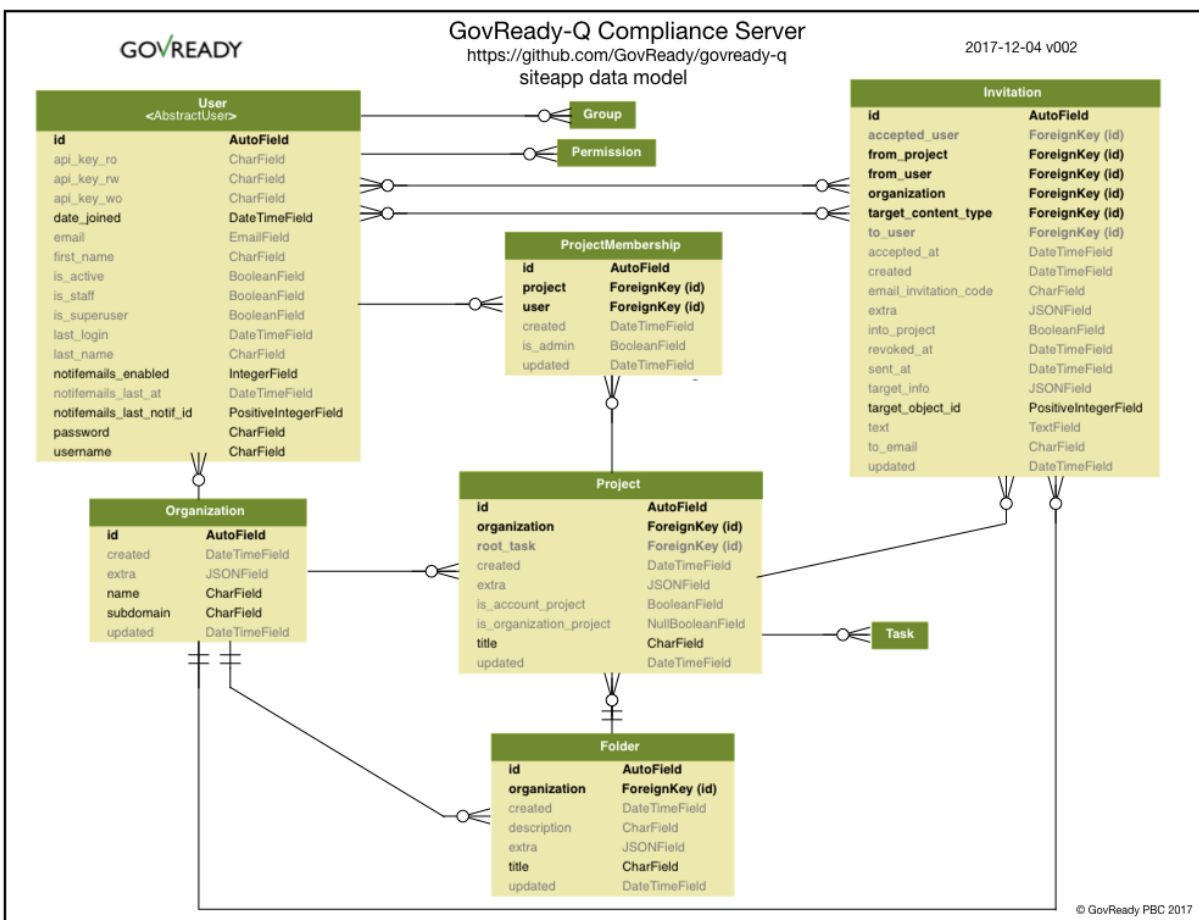 GovReady-Q Compliance Server
GOVREADY
https://github.com/GovReady/govready-q
2017-12-04 v002
siteapp data model
User
<AbstractUser>
id AutoField
api_key_ro CharField
api_key_rw CharField
api_key_wo CharField
date_joined DateTimeField
email EmailField
first_name CharField
is_active BooleanField
is_staff BooleanField
is_superuser BooleanField
last_login DateTimeField
last_name CharField
notifemails_enabled IntegerField
notifemails_last_at DateTimeField
notifemails_last_notif_id PositiveIntegerField
password CharField
username CharField
Group
Permission
Invitation
id AutoField
accepted_user ForeignKey (id)
from_project ForeignKey (id)
from_user ForeignKey (id)
organization ForeignKey (id)
target_content_type ForeignKey (id)
to_user ForeignKey (id)
accepted_at DateTimeField
created DateTimeField
email_invitation_code CharField
extra JSONField
into_project BooleanField
revoked_at DateTimeField
sent_at DateTimeField
target_info JSONField
target_object_id PositiveIntegerField
text TextField
to_email CharField
updated DateTimeField
ProjectMembership
id AutoField
project ForeignKey (id)
user ForeignKey (id)
created DateTimeField
is_admin BooleanField
updated DateTimeField
Organization
id AutoField
created DateTimeField
extra JSONField
name CharField
subdomain CharField
updated DateTimeField
Project
id AutoField
organization ForeignKey (id)
root_task ForeignKey (id)
created DateTimeField
extra JSONField
is_account_project BooleanField
is_organization_project NullBooleanField
title CharField
updated DateTimeField
Task
Folder
id AutoField
organization ForeignKey (id)
created DateTimeField
description CharField
extra JSONField
title CharField
updated DateTimeField
© GovReady PBC 2017